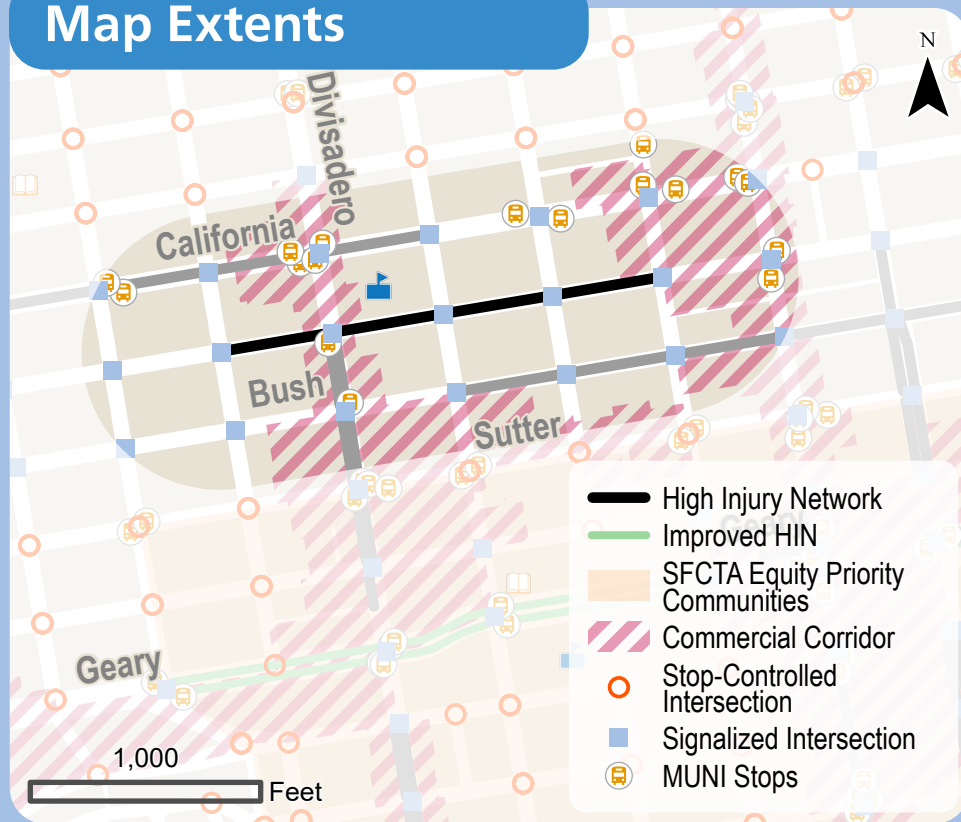 Map Extents
N
Divisadero
California
Bush
Sutter
Geary
Geary
High Injury Network
Improved HIN
SFCTA Equity Priority
Communities
Commercial Corridor
Stop-Controlled
Intersection
Signalized Intersection
MUNI Stops
1,000
Feet